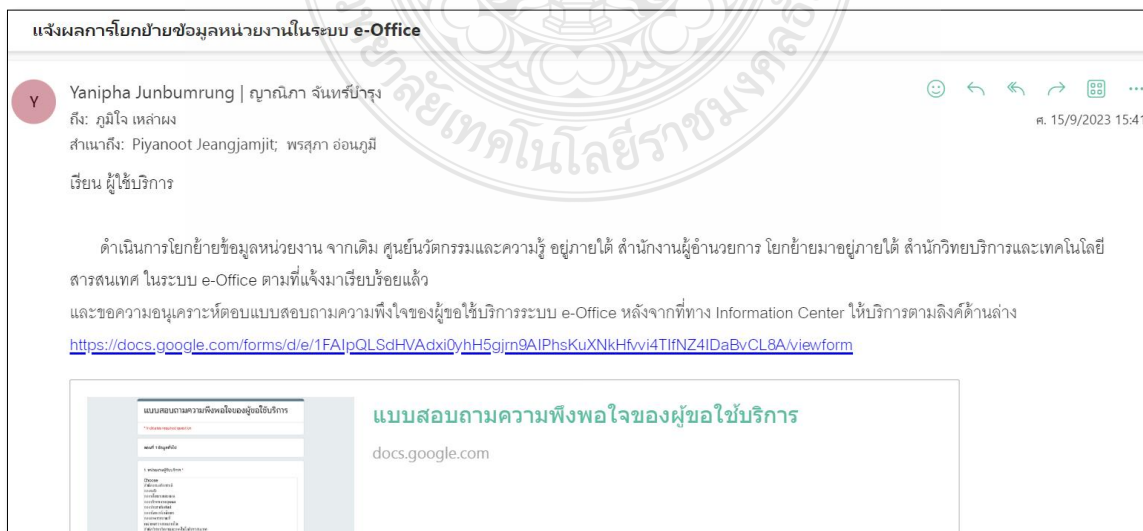 แจ้งผลการโยกย้ายข้อมูลหน่วยงานในระบบ e-Office
Y
Yanipha Junbumrung | ญาณิภา จันทร์บำรุง
ถึง: ภูมิใจ เหล่าผง
ศ. 15/9/2023 15:41
สำเนาถึง: Piyanoot Jeangjamjit; พรสุภา อ่อนภูมี
เรียน ผู้ใช้บริการ
ดำเนินการโยกย้ายข้อมูลหน่วยงาน จากเดิม ศูนย์นวัตกรรมและความรู้ อยู่ภายใต้ สำนักงานผู้อำนวยการ โยกย้ายมาอยู่ภายใต้ สำนักวิทยบริการและเทคโนโลยี
สารสนเทศ ในระบบ e-Office ตามที่แจ้งมาเรียบร้อยแล้ว
และขอความอนุเคราะห์ตอบแบบสอบถามความพึงใจของผู้ขอใช้บริการระบบ e-Office หลังจากที่ทาง Information Center ให้บริการตามลิงค์ด้านล่าง
https://docs.google.com/forms/d/e/1FAIpQLSdHVAdxi0yhH5gjrn9AIPhsKuXNkHfvvi4TIfNZ4IDaBvCL8A/viewform
แบบสอบถามความพึงพอใจของผู้ขอใช้บริการ
แบบสอบถามความพึงพอใจของผู้ขอใช้บริการ
docs.google.com